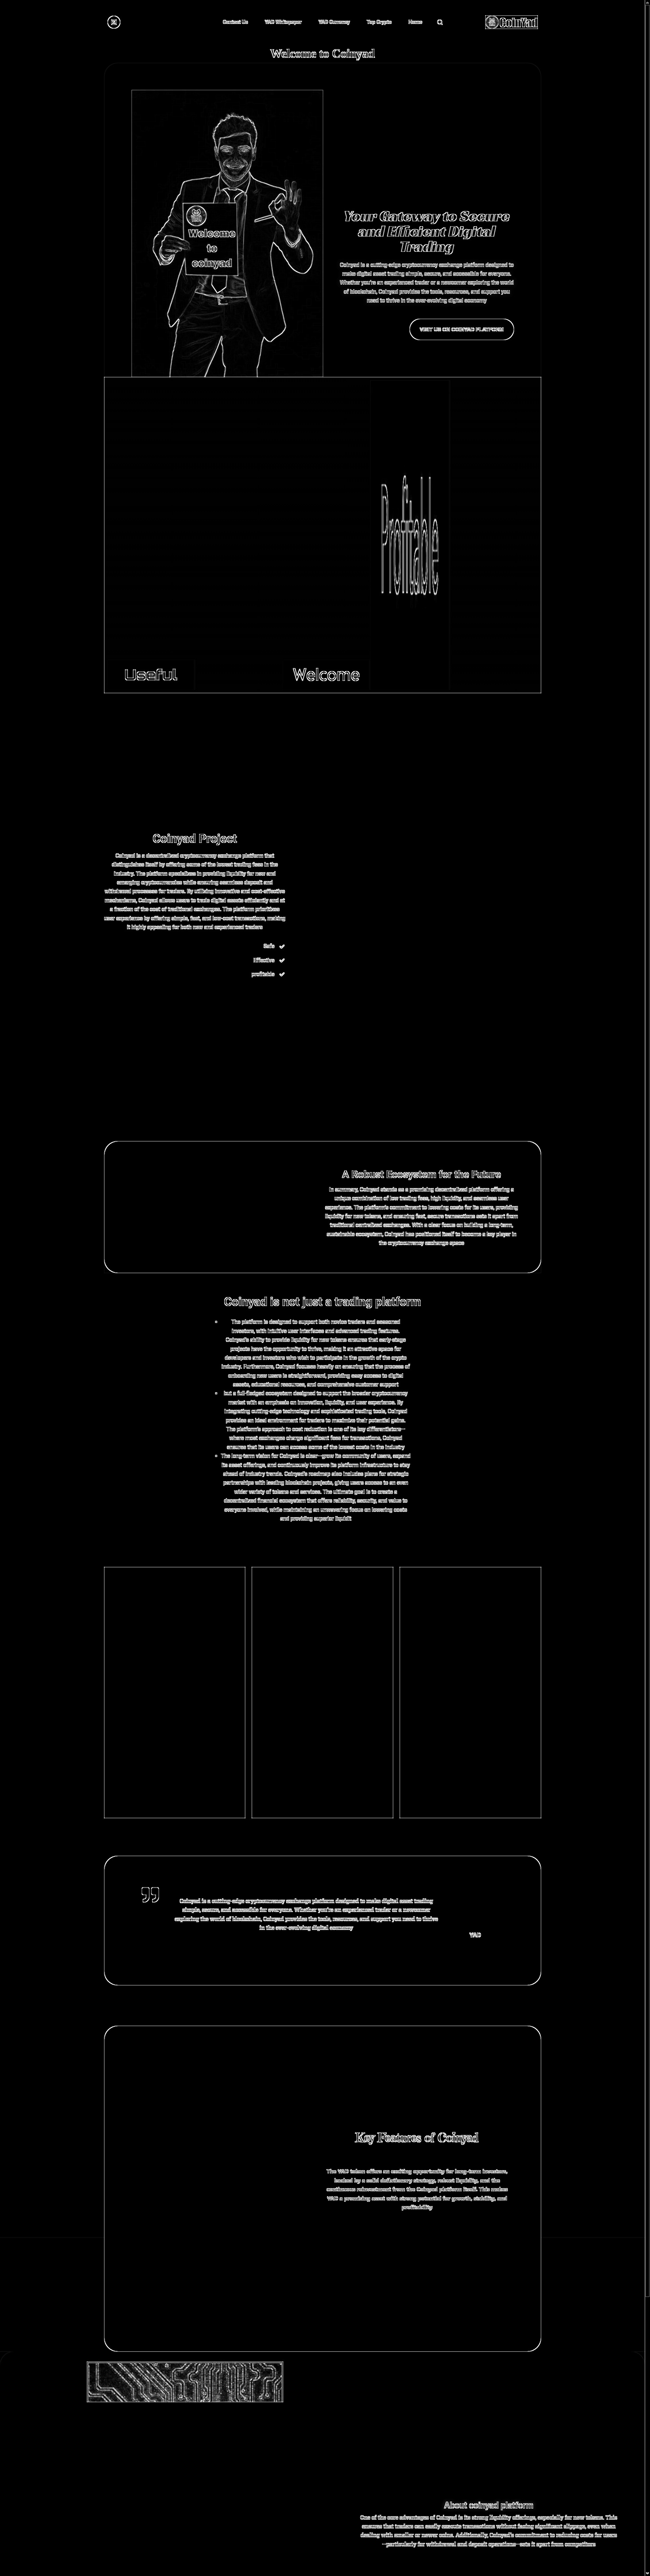 Contact Us
YAD Whitepaper
YAD Currency
Top Crypto
Home
CoinYad
Welcome to Coinyad
Welcome
to
coinyad
Your Gateway to Secure
and Efficient Digital
Trading
Coinyad is a cutting-edge cryptocurrency exchange platform designed to
make digital asset trading simple, secure, and accessible for everyone.
Whether you're an experienced trader or a newcomer exploring the world
of blockchain, Coinyad provides the tools, resources, and support you
need to thrive in the ever-evolving digital economy
VISIT US ON COINYAD PLATFORM
Profitable
Useful
Welcome
Coinyad Project
Coinyad is a decentralized cryptocurrency exchange platform that
distinguishes itself by offering some of the lowest trading fees in the
industry. The platform specializes in providing liquidity for new and
emerging cryptocurrencies while ensuring seamless deposit and
withdrawal processes for traders. By utilizing innovative and cost-effective
mechanisms, Coinyad allows users to trade digital assets efficiently and at
a fraction of the cost of traditional exchanges. The platform prioritizes
user experience by offering simple, fast, and low-cost transactions, making
it highly appealing for both new and experienced traders
Safe
Effective
profitable
A Robust Ecosystem for the Future
In summary, Coinyad stands as a promising decentralized platform offering a
unique combination of low trading fees, high liquidity, and seamless user
experience. The platform's commitment to lowering costs for its users, providing
liquidity for new tokens, and ensuring fast, secure transactions sets it apart from
traditional centralized exchanges. With a clear focus on building a long-term,
sustainable ecosystem, Coinyad has positioned itself to become a key player in
the cryptocurrency exchange space
Coinyad is not just a trading platform
The platform is designed to support both novice traders and seasoned
investors, with intuitive user interfaces and advanced trading features.
Coinyad's ability to provide liquidity for new tokens ensures that early-stage
projects have the opportunity to thrive, making it an attractive space for
developers and investors who wish to participate in the growth of the crypto
industry. Furthermore, Coinyad focuses heavily on ensuring that the process of
onboarding new users is straightforward, providing easy access to digital
assets, educational resources, and comprehensive customer support
but a full-fledged ecosystem designed to support the broader cryptocurrency
market with an emphasis on innovation, liquidity, and user experience. By
integrating cutting-edge technology and sophisticated trading tools, Coinyad
provides an ideal environment for traders to maximize their potential gains.
The platform's approach to cost reduction is one of its key differentiators—
where most exchanges charge significant fees for transactions, Coinyad
ensures that its users can access some of the lowest costs in the industry
The long-term vision for Coinyad is clear—grow its community of users, expand
its asset offerings, and continuously improve its platform infrastructure to stay
ahead of industry trends. Coinyad's roadmap also includes plans for strategic
partnerships with leading blockchain projects, giving users access to an even
wider variety of tokens and services. The ultimate goal is to create a
decentralized financial ecosystem that offers reliability, security, and value to
everyone involved, while maintaining an unwavering focus on lowering costs
and providing superior liquidit
Coinyad is a cutting-edge cryptocurrency exchange platform designed to make digital asset trading
simple, secure, and accessible for everyone. Whether you're an experienced trader or a newcomer
exploring the world of blockchain, Coinyad provides the tools, resources, and support you need to thrive
in the ever-evolving digital economy
YAD
Key Features of Coinyad
The YAD token offers an exciting opportunity for long-term investors,
backed by a solid deflationary strategy, robust liquidity, and the
continuous reinvestment from the Coinyad platform itself. This makes
YAD a promising asset with strong potential for growth, stability, and
profitability
About coinyad platform
One of the core advantages of Coinyad is its strong liquidity offerings, especially for new tokens. This
ensures that traders can easily execute transactions without facing significant slippage, even when
dealing with smaller or newer coins. Additionally, Coinyad's commitment to reducing costs for users
—particularly for withdrawal and deposit operations—sets it apart from competitors